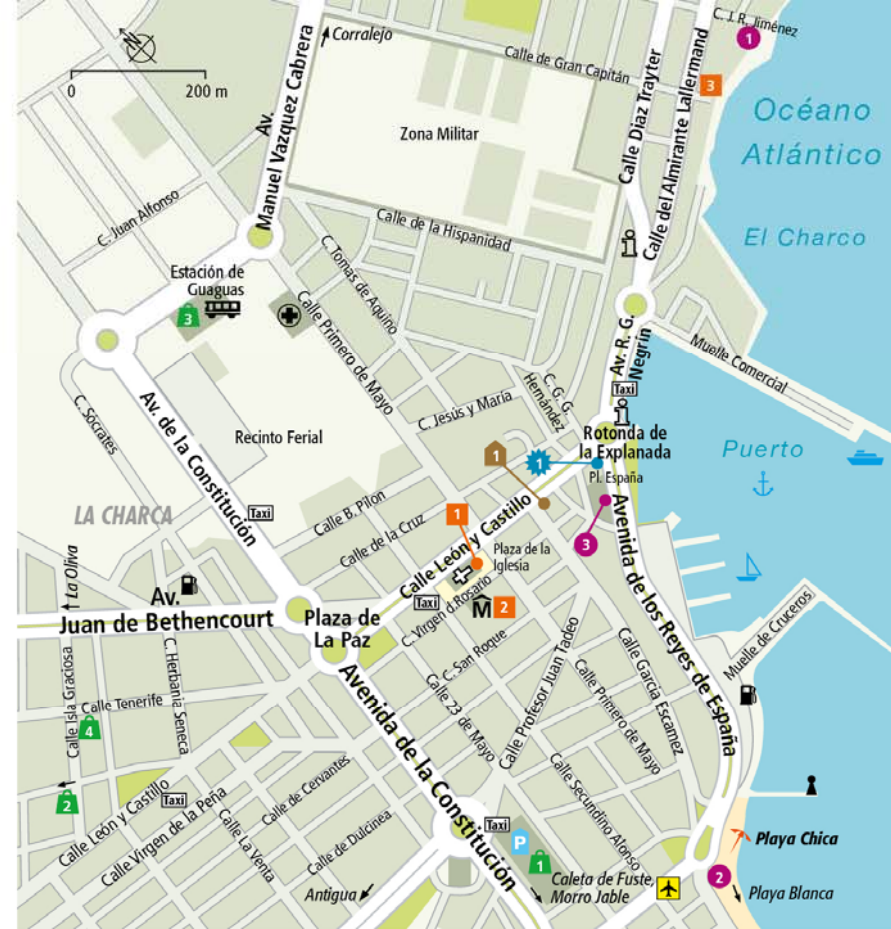 C. J. R. Jiménez
1
Corralejo
Calle de Gran Capitán
0
200 m
3
Av.
Manuel Vazquez Cabrera
Calle Diaz Trayter
Calle del Almirante Lallermand
Océano
Atlántico
Zona Militar
C. Juan Alfonso
Calle de la Hispanidad
El Charco
C. Tomas de Aquino
Estación de
Guaguas
3
Calle Primero de Mayo
Av. R. G.
Negrín
Muelle Comercial
Taxi
C. G. G.
Hernández
C. Jesús y María
C. Sócrates
Av. de la Constitución
Recinto Ferial
Rotonda de
la Explanada
Pl. España
1
1
Puerto
LA CHARCA
Taxi
Calle B. Pilon
Calle de la Cruz
1
Calle León y Castillo
Plaza de la
Iglesia
3
Avenida de los Reyes de España
La Oliva
Av.
Juan de Bethencourt
Plaza de
La Paz
Taxi
C. Virgen d. Rosario
M
2
C. San Roque
Calle Profesor Juan Tadeo
Calle García Escamez
Calle Primero de Mayo
Muelle de Cruceros
Calle Isla Graciosa
C. Herbania Seneca
Calle Tenerife
4
Calle 23 de Mayo
Avenida de la Constitución
2
Calle León y Castillo
Taxi
Calle Virgen de la Peña
Calle La Venta
Calle de Cervantes
Calle de Dulcinea
Calle Secundino Alonso
Taxi
P
1
Playa Chica
Antigua
Caleta de Fuste,
Morro Jable
2
Playa Blanca